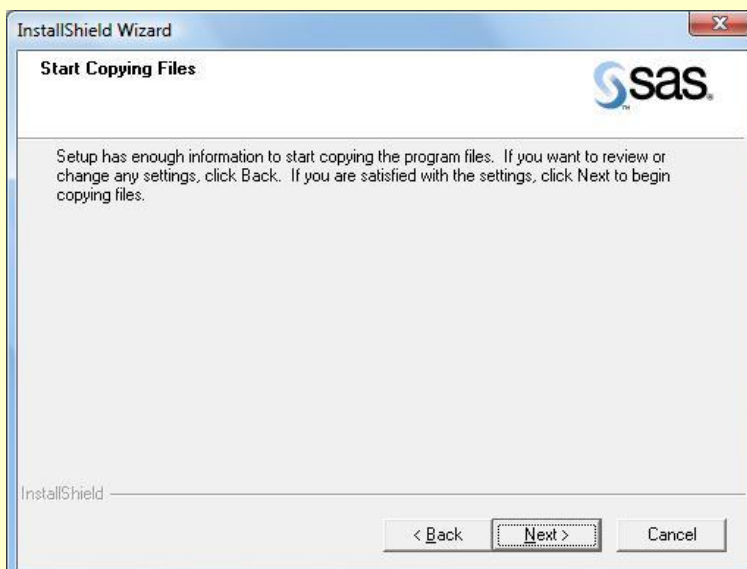 InstallShield Wizard
X
Start Copying Files
sas.
TM
Setup has enough information to start copying the program files.  If you want to review or
change any settings, click Back.  If you are satisfied with the settings, click Next to begin
copying files.
InstallShield
< Back
Next >
Cancel